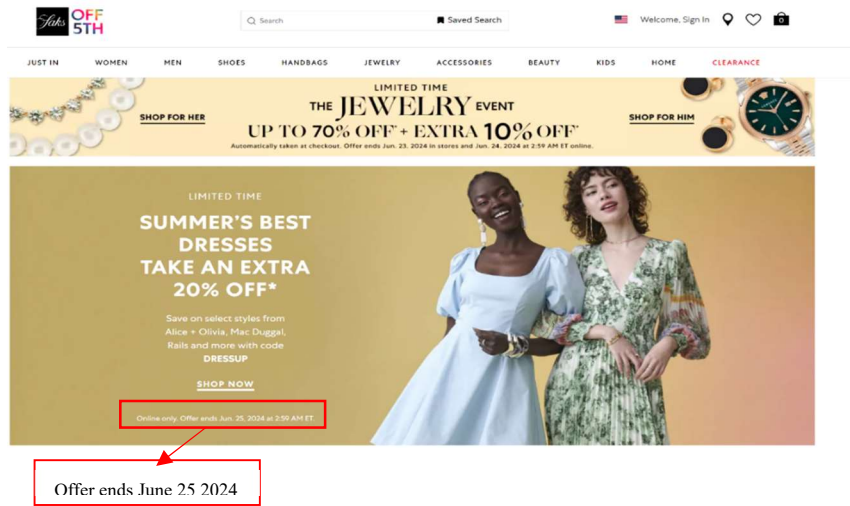 Saks OFF
5TH
Search
Saved Search
Welcome, Sign In
0
JUST IN WOMEN MEN SHOES HANDBAGS JEWELRY ACCESSORIES BEAUTY KIDS HOME CLEARANCE
LIMITED TIME
THE JEWELRY EVENT
SHOP FOR HER
SHOP FOR HIM
UP TO 70% OFF* + EXTRA 10% OFF*
Automatically taken at checkout. Offer ends Jun. 23, 2024 in stores and Jun. 24, 2024 at 2:59 AM ET online.
LIMITED TIME
SUMMER'S BEST
DRESSES
TAKE AN EXTRA
20% OFF*
Save on select styles from
Alice + Olivia, Mac Duggal,
Rails and more with code
DRESSUP
SHOP NOW
Online only. Offer ends Jun. 25, 2024 at 2:59 AM ET.
Offer ends June 25 2024